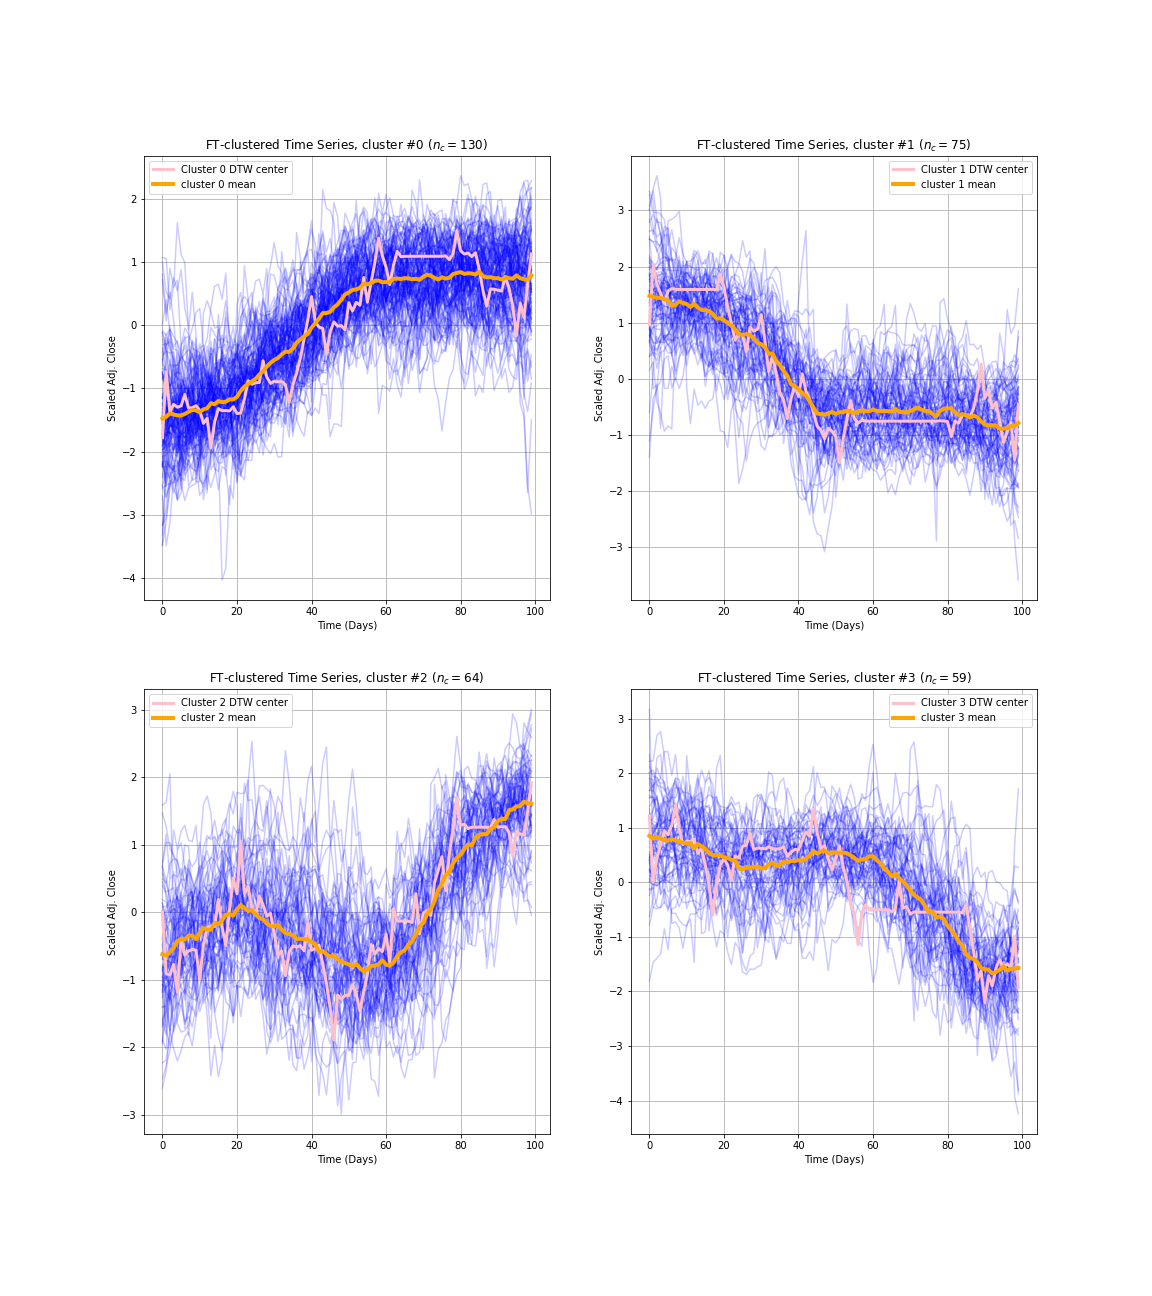 FT-clustered Time Series, cluster #0 (n_c = 130)
Cluster 0 DTW center
cluster 0 mean
Scaled Adj. Close
2
1
0
−1
−2
−3
−4
0 20 40 60 80 100
Time (Days)
FT-clustered Time Series, cluster #1 (n_c = 75)
Cluster 1 DTW center
cluster 1 mean
Scaled Adj. Close
3
2
1
0
−1
−2
−3
0 20 40 60 80 100
Time (Days)
FT-clustered Time Series, cluster #2 (n_c = 64)
Cluster 2 DTW center
cluster 2 mean
Scaled Adj. Close
3
2
1
0
−1
−2
−3
0 20 40 60 80 100
Time (Days)
FT-clustered Time Series, cluster #3 (n_c = 59)
Cluster 3 DTW center
cluster 3 mean
Scaled Adj. Close
3
2
1
0
−1
−2
−3
−4
0 20 40 60 80 100
Time (Days)